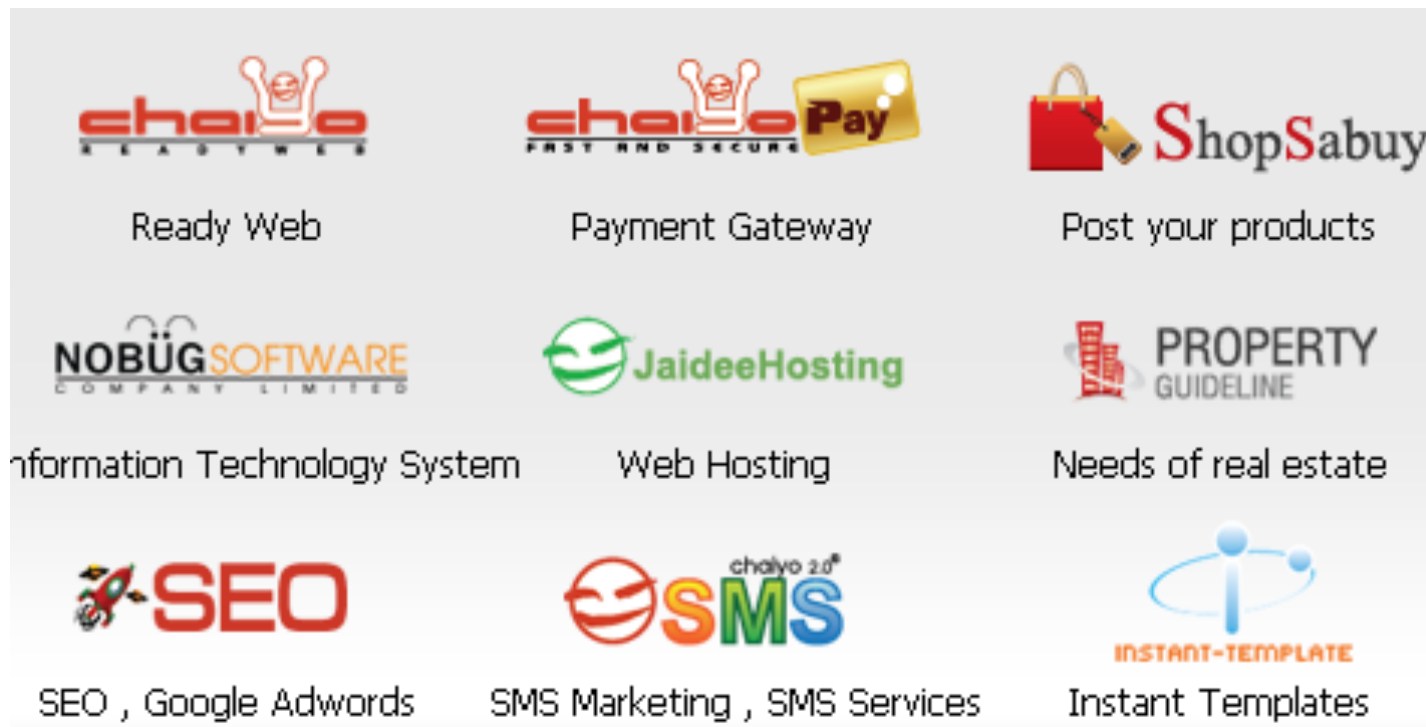 chaiyo
READYWEB
Ready Web
chaiyo Pay
FAST AND SECURE
Payment Gateway
ShopSabuy
Post your products
NOBÜGSOFTWARE
COMPANY LIMITED
nformation Technology System
JaideeHosting
Web Hosting
PROPERTY
GUIDELINE
Needs of real estate
SEO
SEO , Google Adwords
chaiyo 2.0®
SMS
SMS Marketing , SMS Services
INSTANT-TEMPLATE
Instant Templates